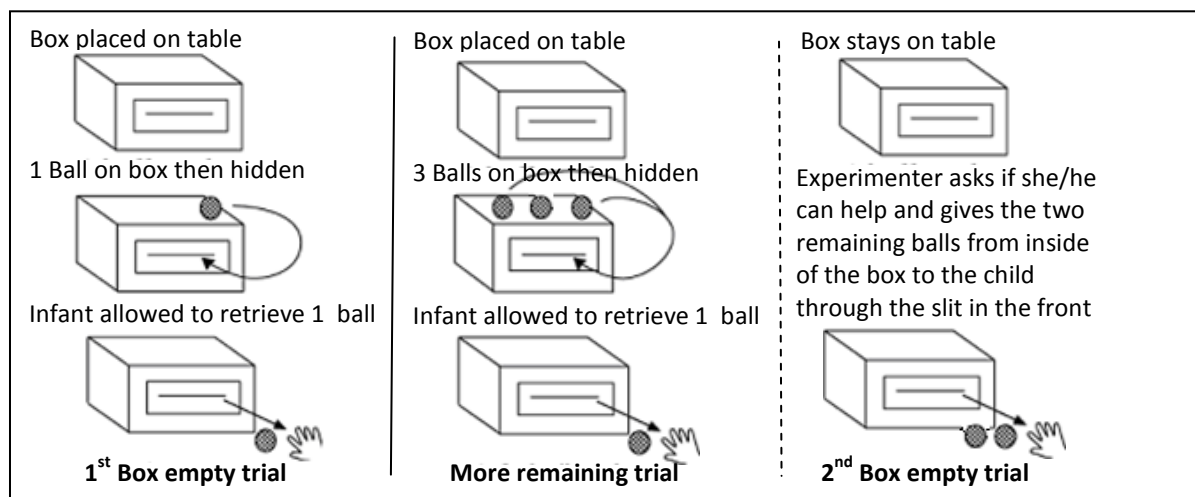 Box placed on table
1 Ball on box then hidden
Infant allowed to retrieve 1 ball
1st Box empty trial
Box placed on table
3 Balls on box then hidden
Infant allowed to retrieve 1 ball
More remaining trial
Box stays on table
Experimenter asks if she/he
can help and gives the two
remaining balls from inside
of the box to the child
through the slit in the front
2nd Box empty trial